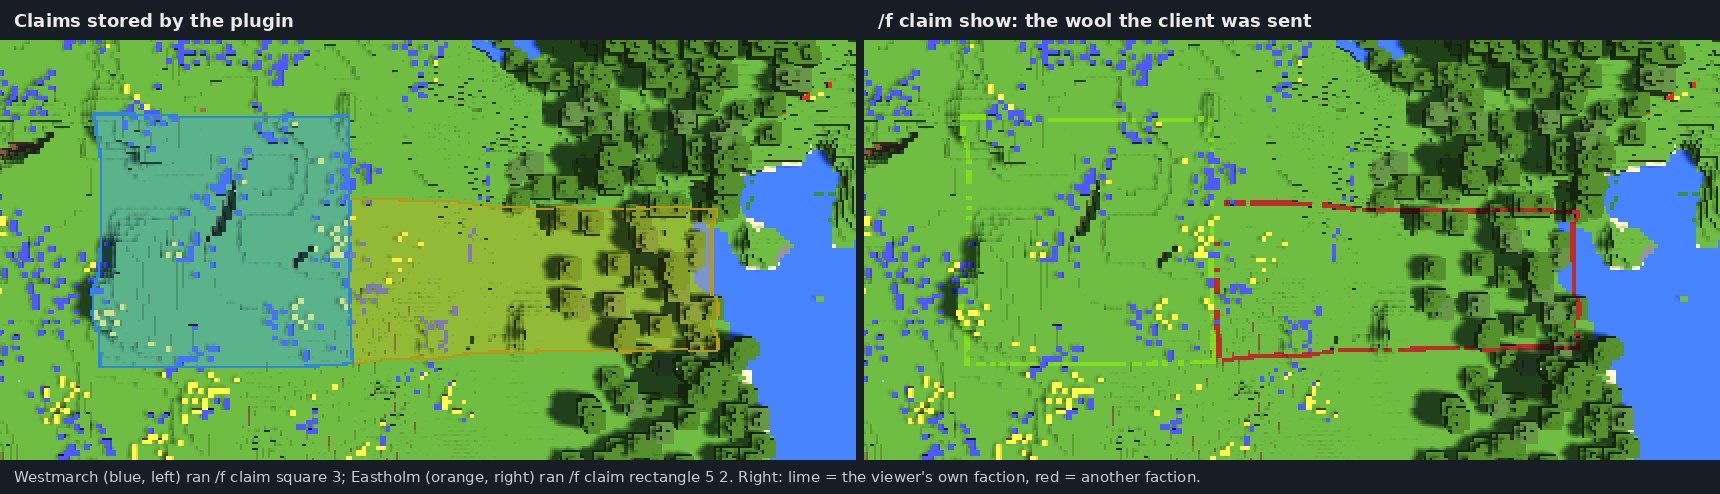 Claims stored by the plugin
/f claim show: the wool the client was sent
Westmarch (blue, left) ran /f claim square 3; Eastholm (orange, right) ran /f claim rectangle 5 2. Right: lime = the viewer's own faction, red = another faction.